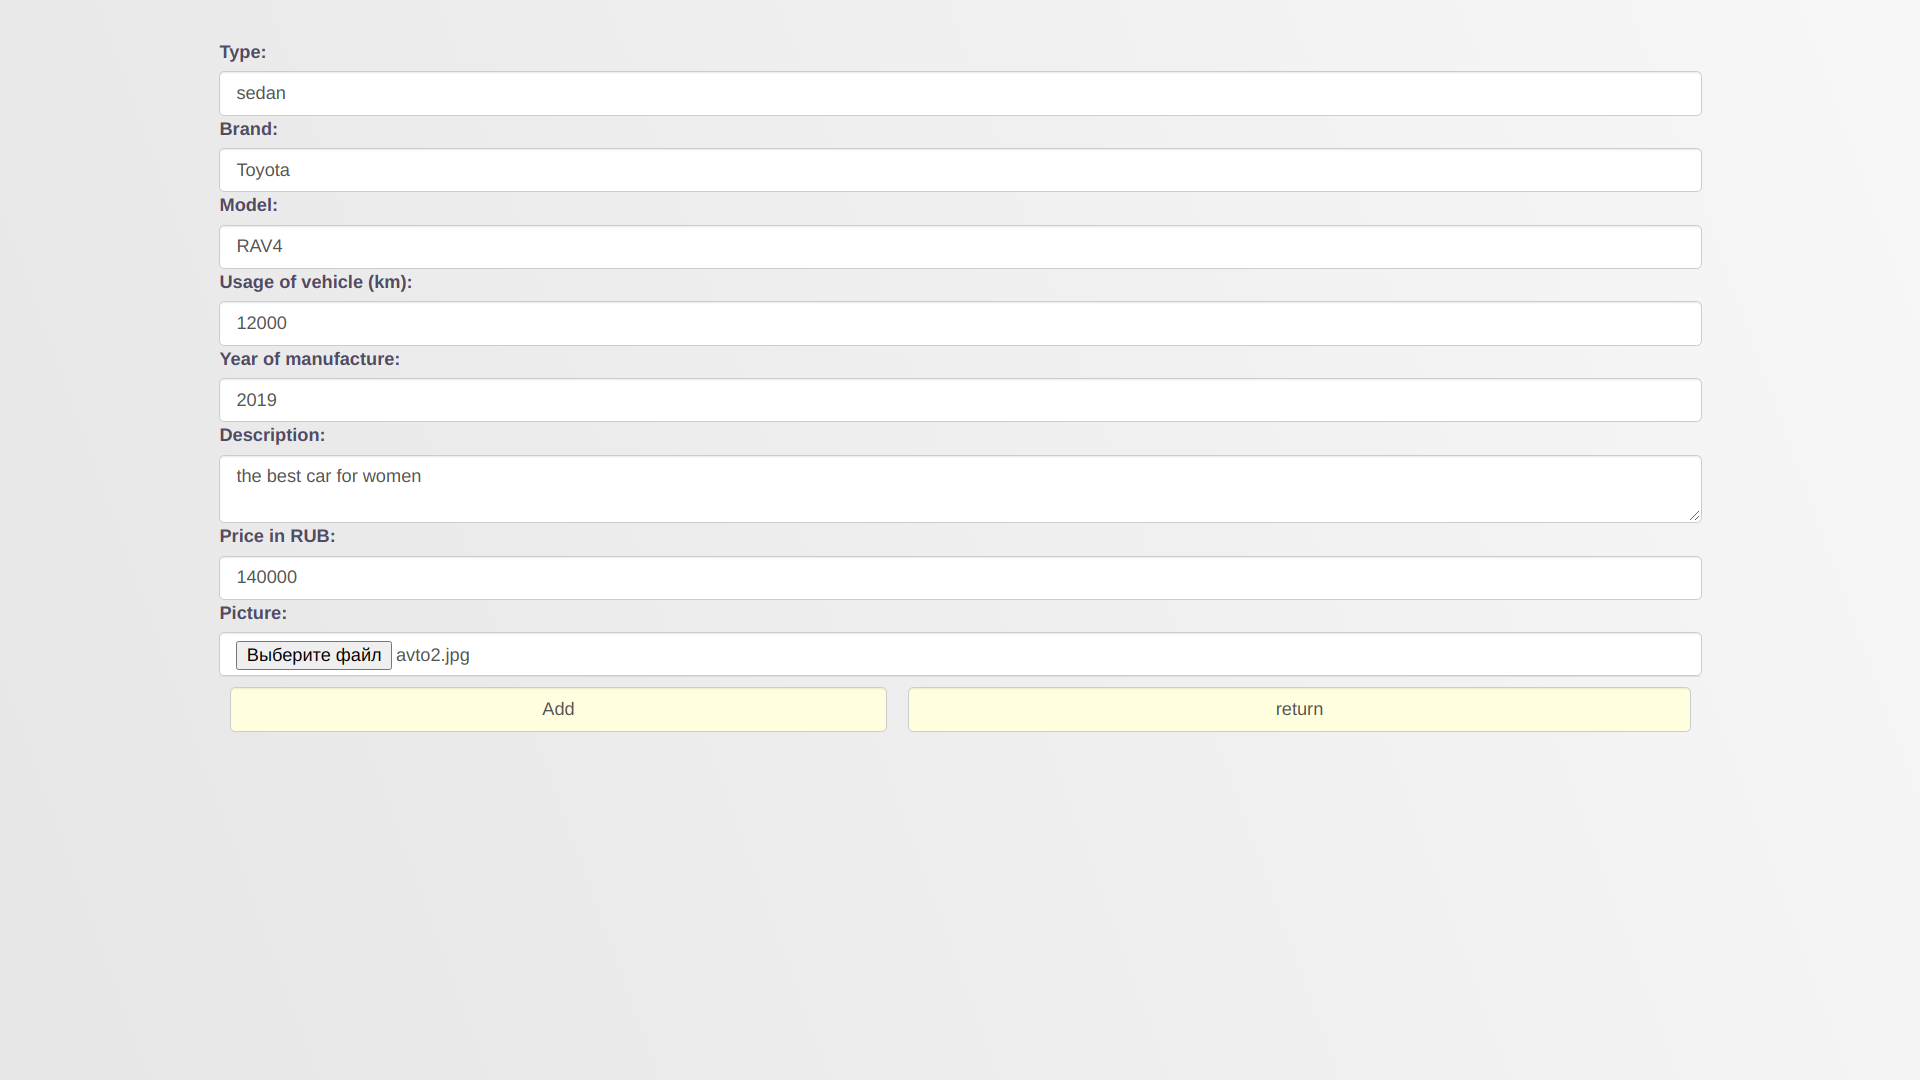 Type:
sedan
Brand:
Toyota
Model:
RAV4
Usage of vehicle (km):
12000
Year of manufacture:
2019
Description:
the best car for women
Price in RUB:
140000
Picture:
Выберите файл avto2.jpg
Add return